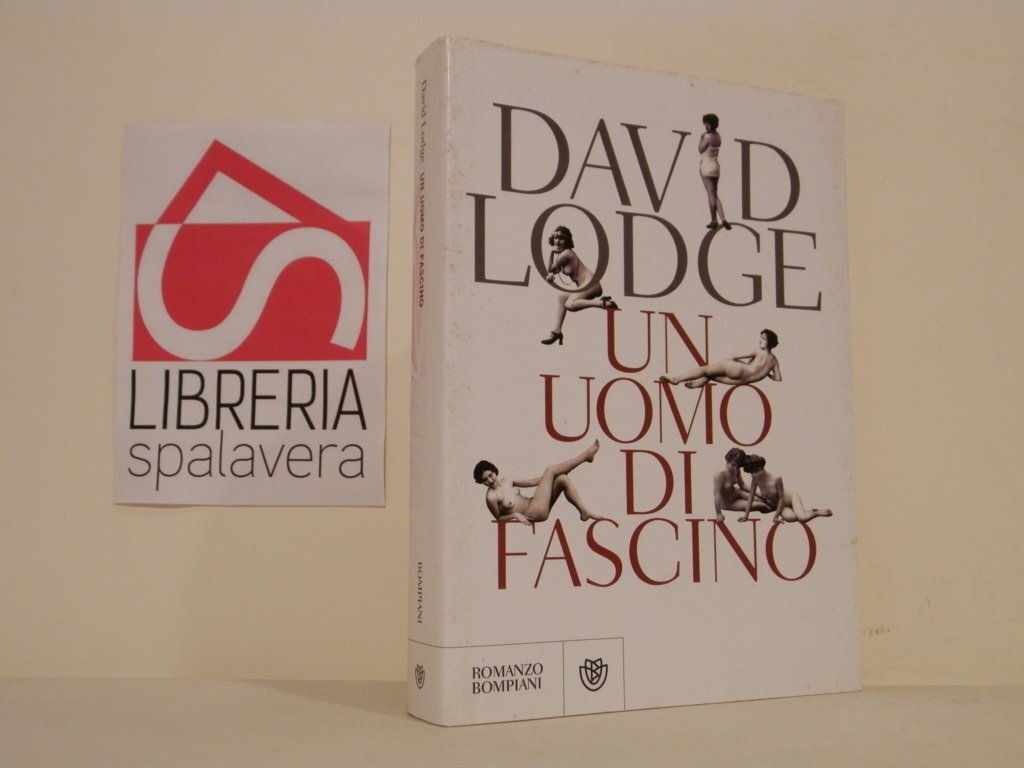 LIBRERIA
spalavera
David Lodge UN UOMO DI FASCINO
BOMPIANI
DAVID
LODGE
UN
UOMO
DI
FASCINO
ROMANZO
BOMPIANI